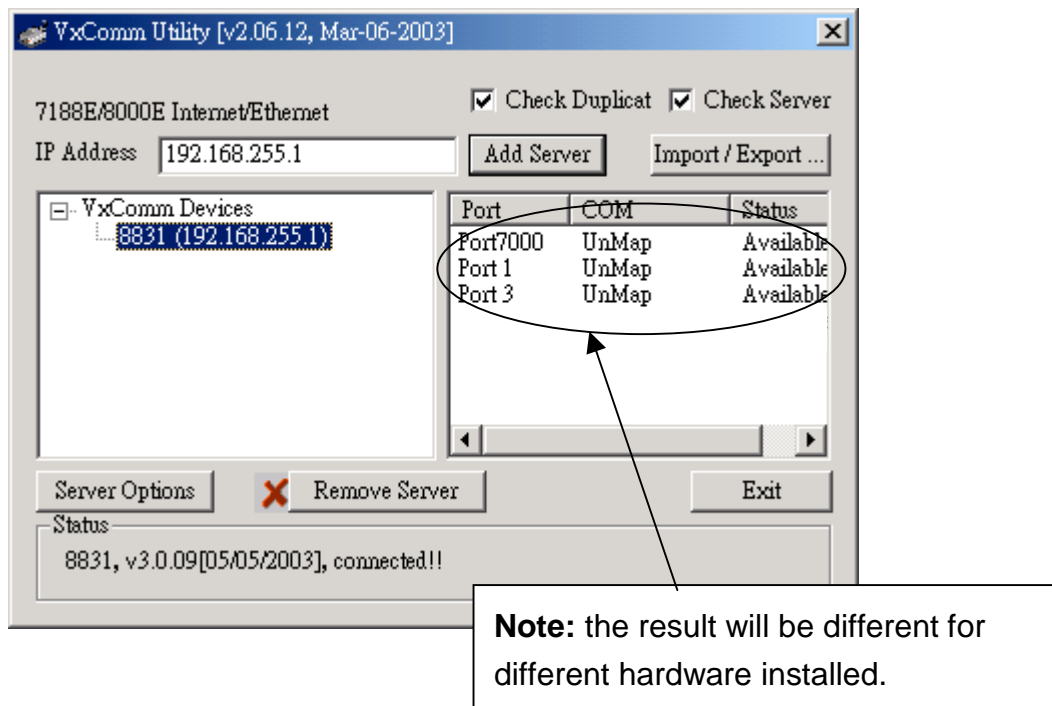 VxComm Utility [v2.06.12, Mar-06-2003]
7188E/8000E Internet/Ethernet
Check Duplicat
Check Server
IP Address
192.168.255.1
Add Server
Import / Export ...
VxComm Devices
8831 (192.168.255.1)
Port COM Status
Port7000 UnMap Available
Port 1 UnMap Available
Port 3 UnMap Available
Server Options
Remove Server
Exit
Status
8831, v3.0.09[05/05/2003], connected!!
Note: the result will be different for
different hardware installed.